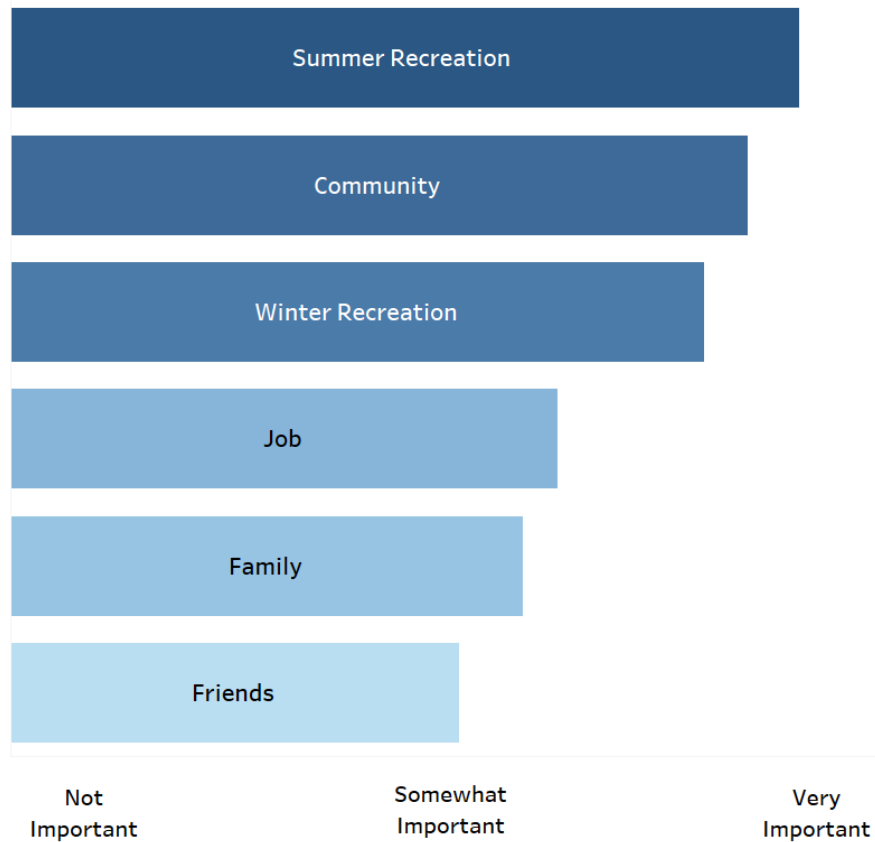 Summer Recreation
Community
Winter Recreation
Job
Family
Friends
Not
Important
Somewhat
Important
Very
Important